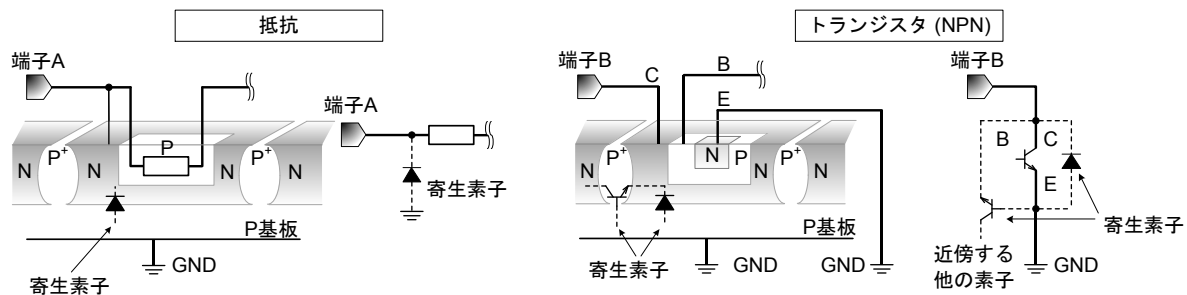 抵抗
端子A
N
P+
N
P
N
P+
N
P基板
GND
寄生素子
端子A
寄生素子
トランジスタ (NPN)
端子B
C
B
E
N
P+
N
N
P
N
P+
N
P基板
寄生素子
GND
GND
端子B
B
C
E
寄生素子
近傍する
他の素子
GND